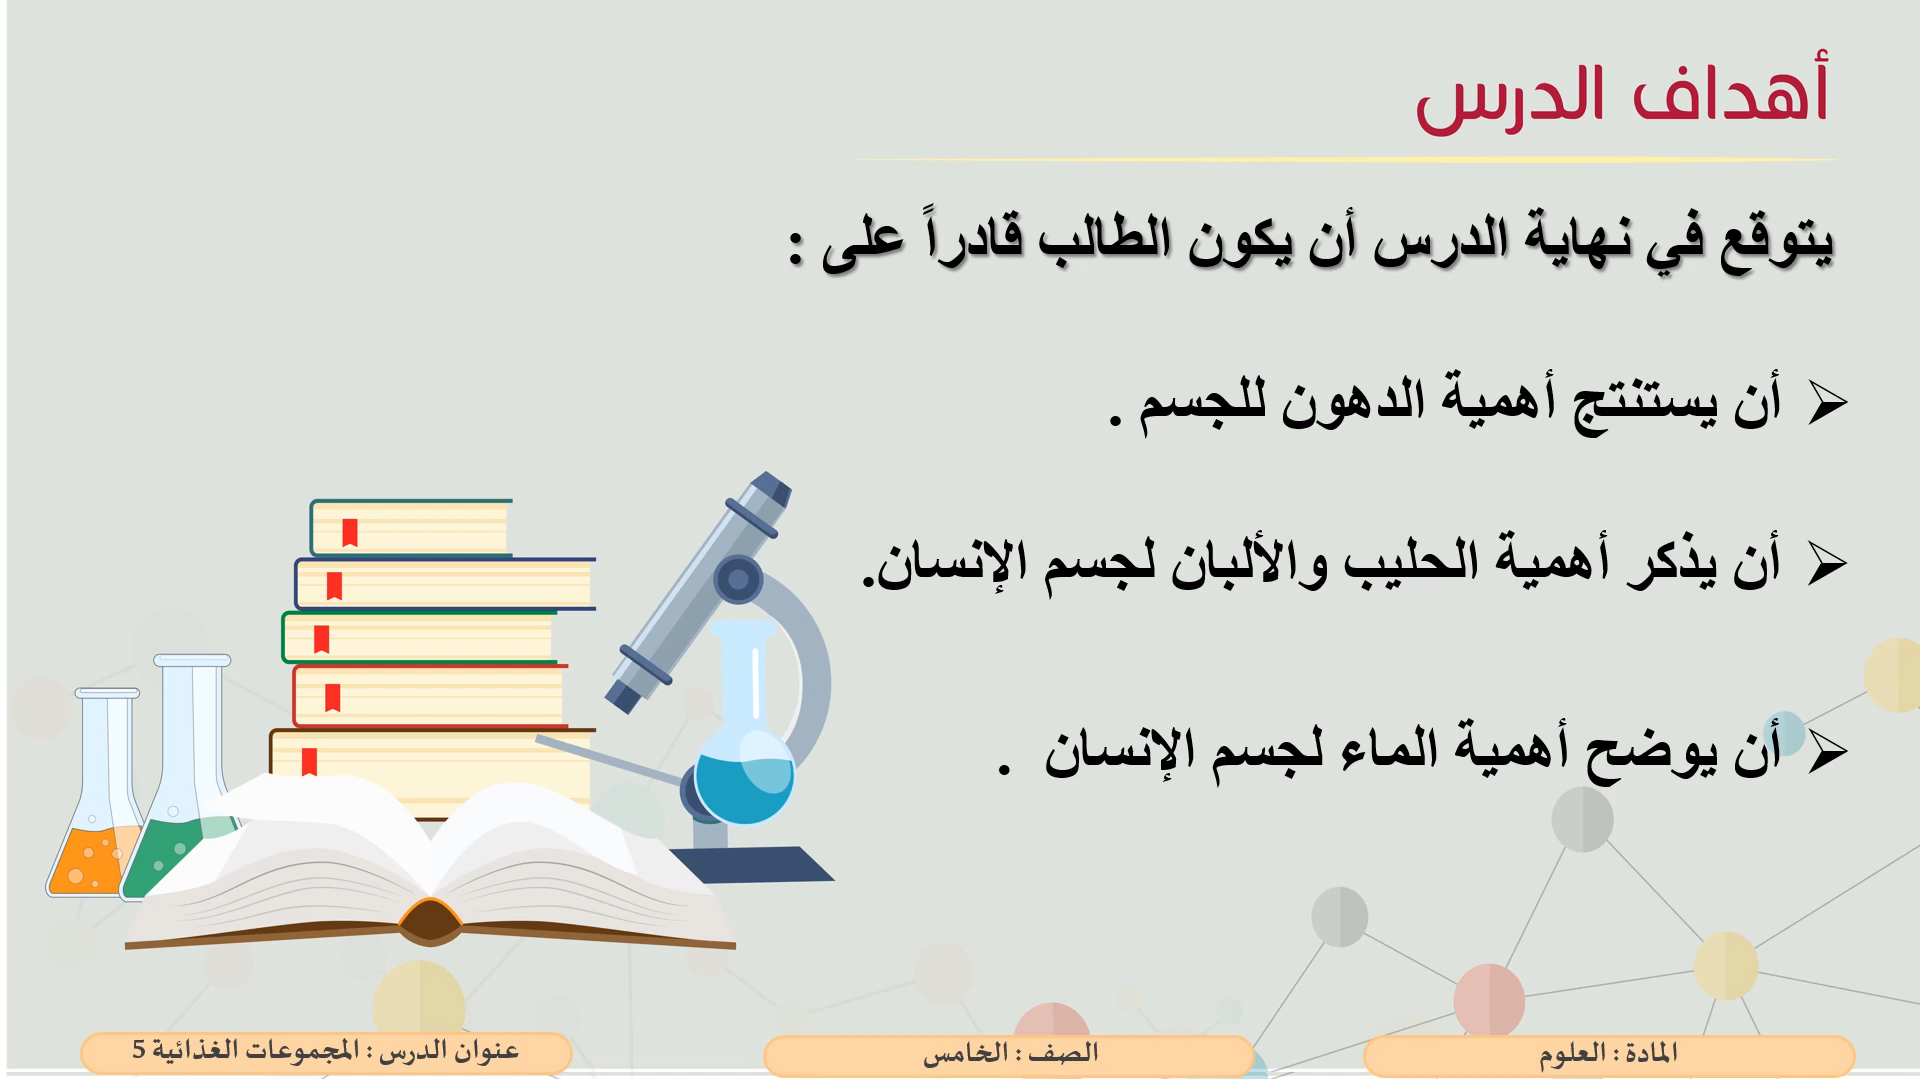 أهداف الدرس
يتوقع في نهاية الدرس أن يكون الطالب قادراً على :
أن يستنتج أهمية الدهون للجسم .
أن يذكر أهمية الحليب والألبان لجسم الإنسان.
أن يوضح أهمية الماء لجسم الإنسان .
المادة : العلوم
الصف : الخامس
عنوان الدرس : المجموعات الغذائية 5